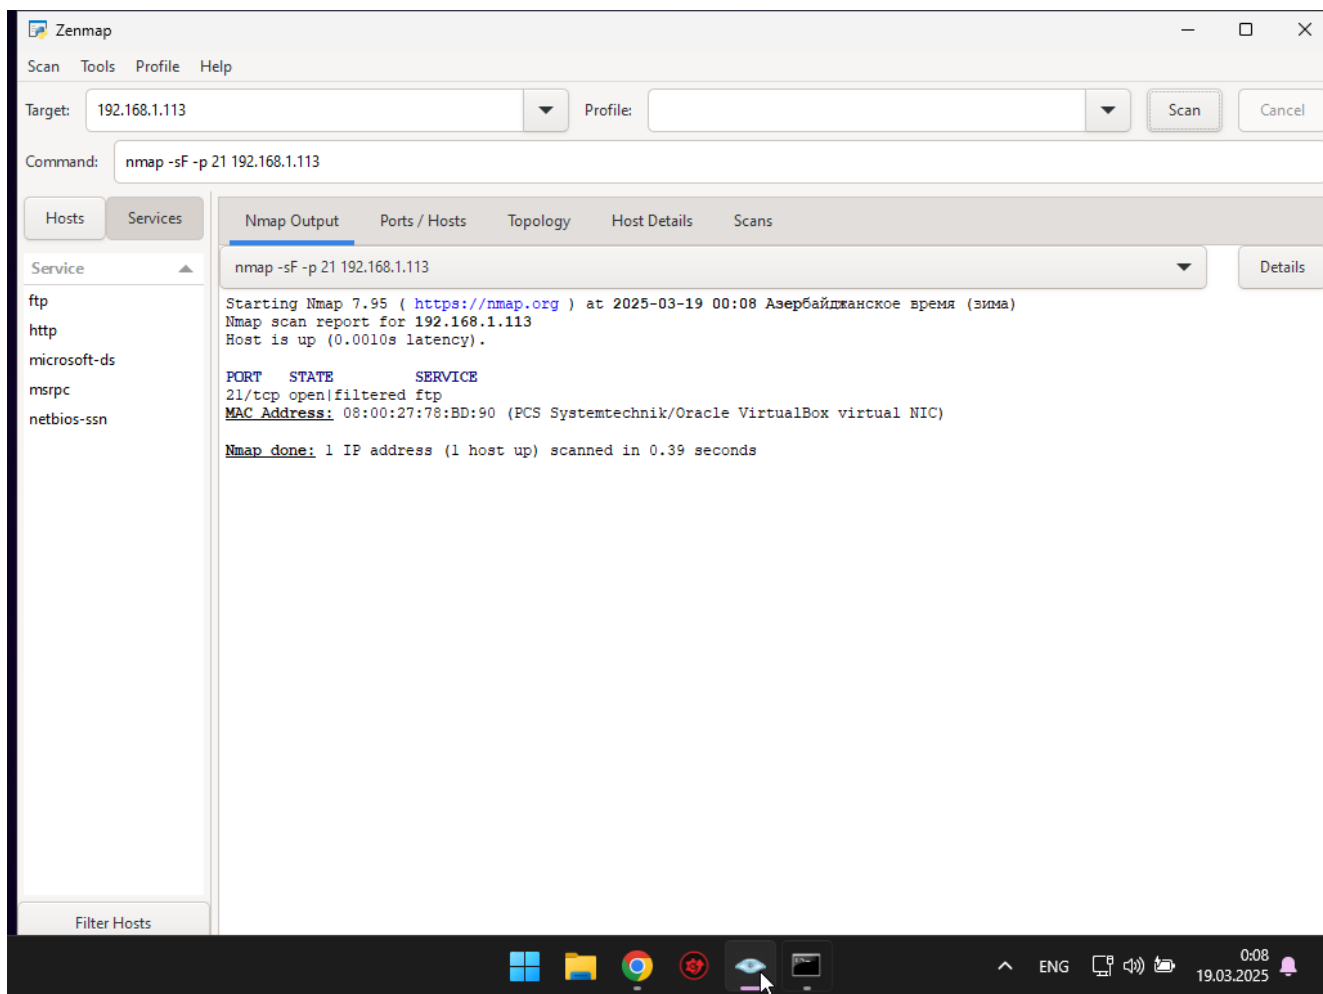 Zenmap
Scan Tools Profile Help
Target: 192.168.1.113 Profile: Scan Cancel
Command: nmap -sF -p 21 192.168.1.113
Hosts Services
Nmap Output Ports / Hosts Topology Host Details Scans
Service
nmap -sF -p 21 192.168.1.113 Details
ftp
http
microsoft-ds
msrpc
netbios-ssn
Starting Nmap 7.95 ( https://nmap.org ) at 2025-03-19 00:08 Азербайджанское время (зима)
Nmap scan report for 192.168.1.113
Host is up (0.0010s latency).
PORT STATE SERVICE
21/tcp open|filtered ftp
MAC Address: 08:00:27:78:BD:90 (PCS Systemtechnik/Oracle VirtualBox virtual NIC)
Nmap done: 1 IP address (1 host up) scanned in 0.39 seconds
Filter Hosts
ENG
0:08
19.03.2025